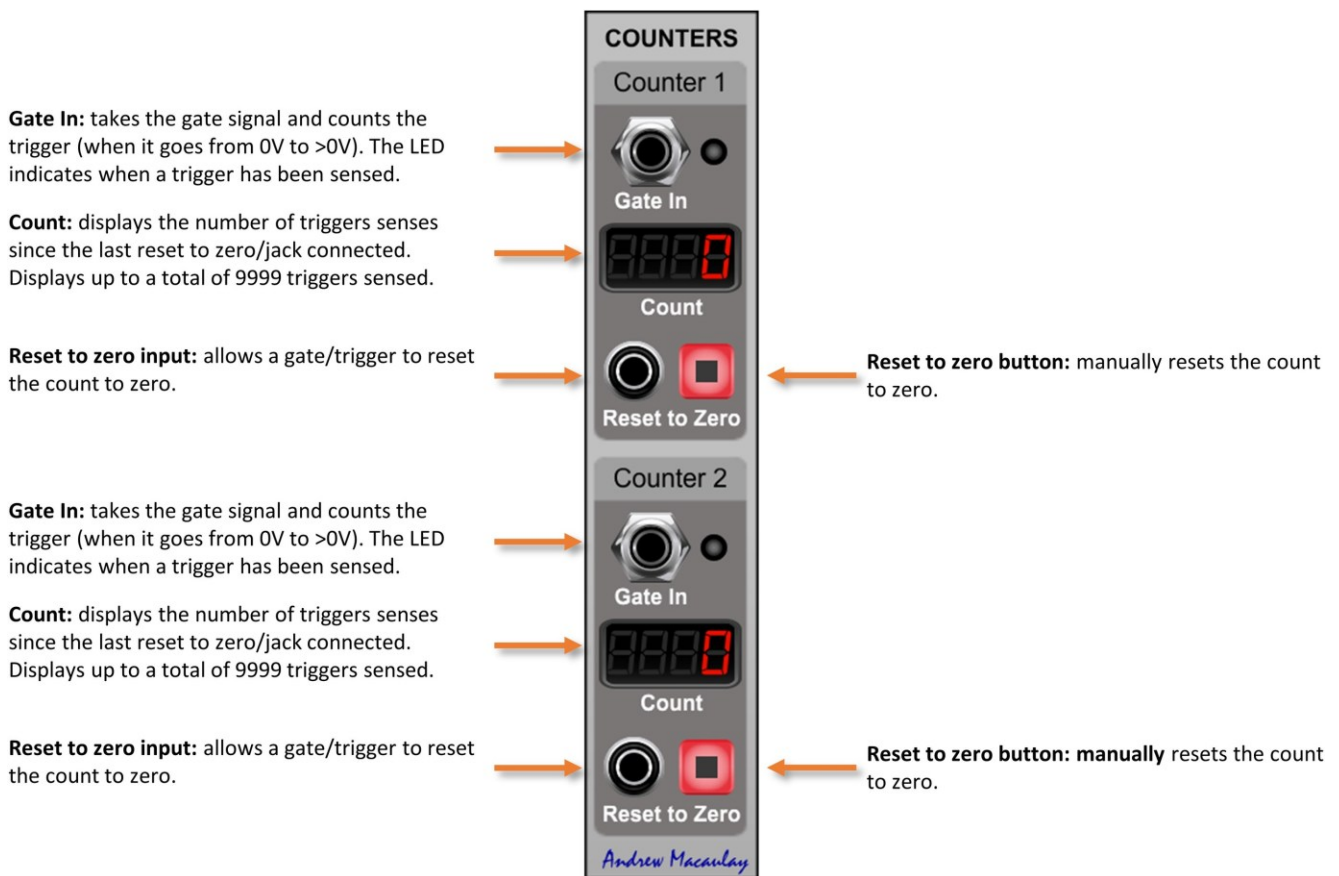 COUNTERS
Counter 1
Gate In: takes the gate signal and counts the
trigger (when it goes from 0V to >0V). The LED
indicates when a trigger has been sensed.
Gate In
Count: displays the number of triggers senses
since the last reset to zero/jack connected.
Displays up to a total of 9999 triggers sensed.
0
Count
Reset to zero input: allows a gate/trigger to reset
the count to zero.
Reset to zero button: manually resets the count
to zero.
Reset to Zero
Counter 2
Gate In: takes the gate signal and counts the
trigger (when it goes from 0V to >0V). The LED
indicates when a trigger has been sensed.
Gate In
Count: displays the number of triggers senses
since the last reset to zero/jack connected.
Displays up to a total of 9999 triggers sensed.
0
Count
Reset to zero input: allows a gate/trigger to reset
the count to zero.
Reset to zero button: manually resets the count
to zero.
Reset to Zero
Andrew Macaulay